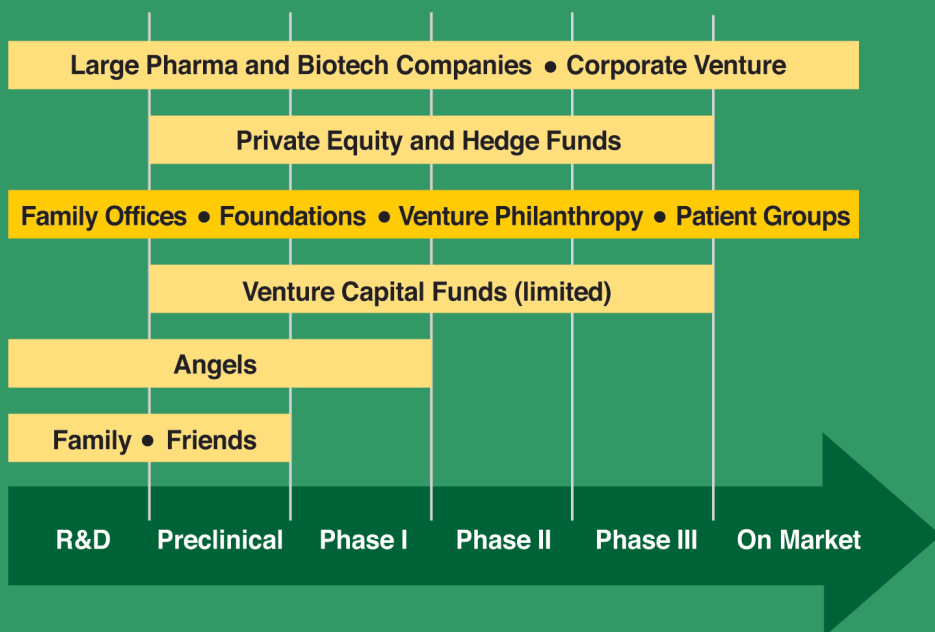 Large Pharma and Biotech Companies ● Corporate Venture
Private Equity and Hedge Funds
Family Offices ● Foundations ● Venture Philanthropy ● Patient Groups
Venture Capital Funds (limited)
Angels
Family ● Friends
R&D Preclinical Phase I Phase II Phase III On Market